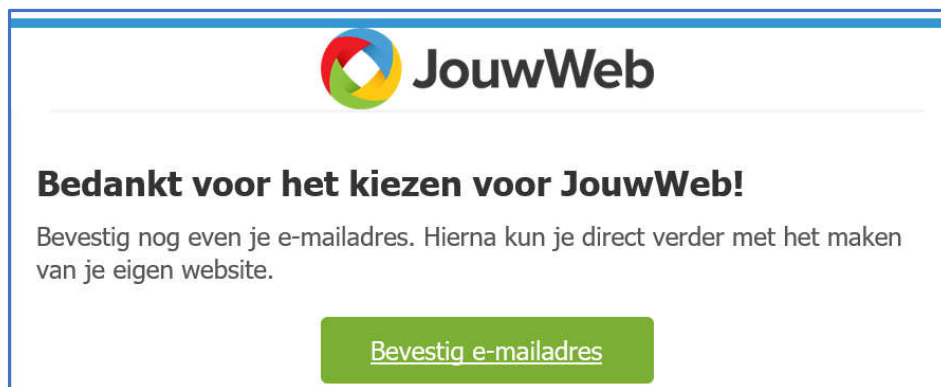 JouwWeb
Bedankt voor het kiezen voor JouwWeb!
Bevestig nog even je e-mailadres. Hierna kun je direct verder met het maken
van je eigen website.
Bevestig e-mailadres